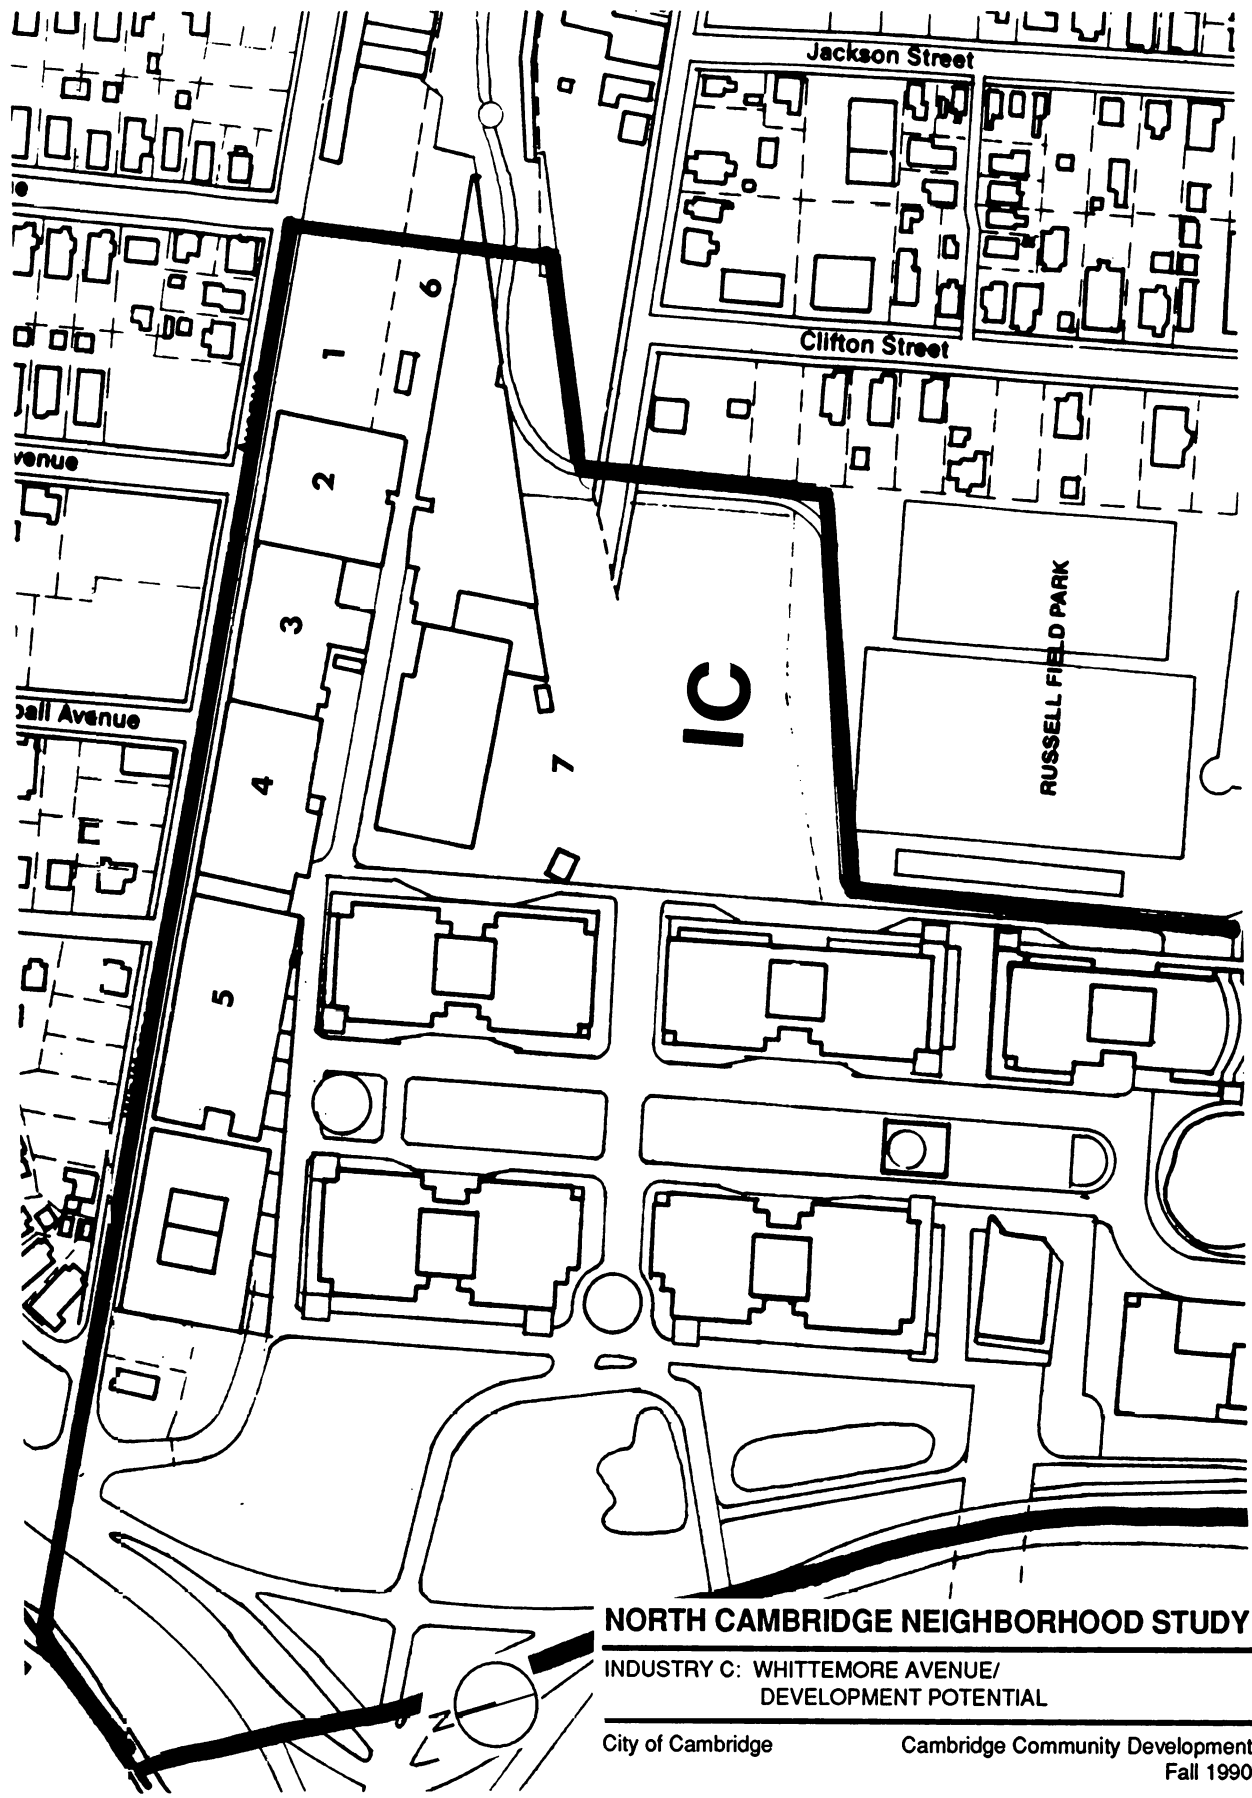 Jackson Street
Clifton Street
6
1
2
venue
3
RUSSELL FIELD PARK
IC
Avenue
4
7
5
N
NORTH CAMBRIDGE NEIGHBORHOOD STUDY
INDUSTRY C: WHITTEMORE AVENUE/
DEVELOPMENT POTENTIAL
City of Cambridge
Cambridge Community Development
Fall 1990